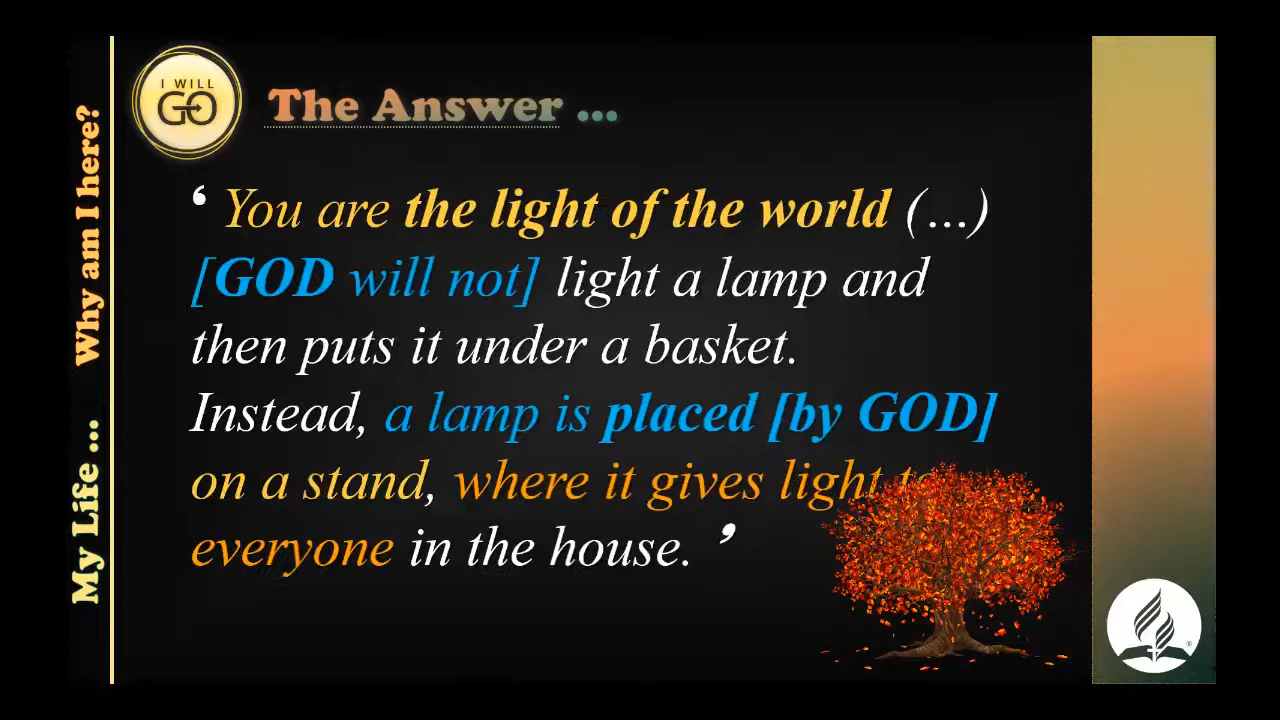 My Life ... Why am I here?
I WILL
GO
The Answer ...
‘ You are the light of the world (...)
[GOD will not] light a lamp and
then puts it under a basket.
Instead, a lamp is placed [by GOD]
on a stand, where it gives light to
everyone in the house. ’
®